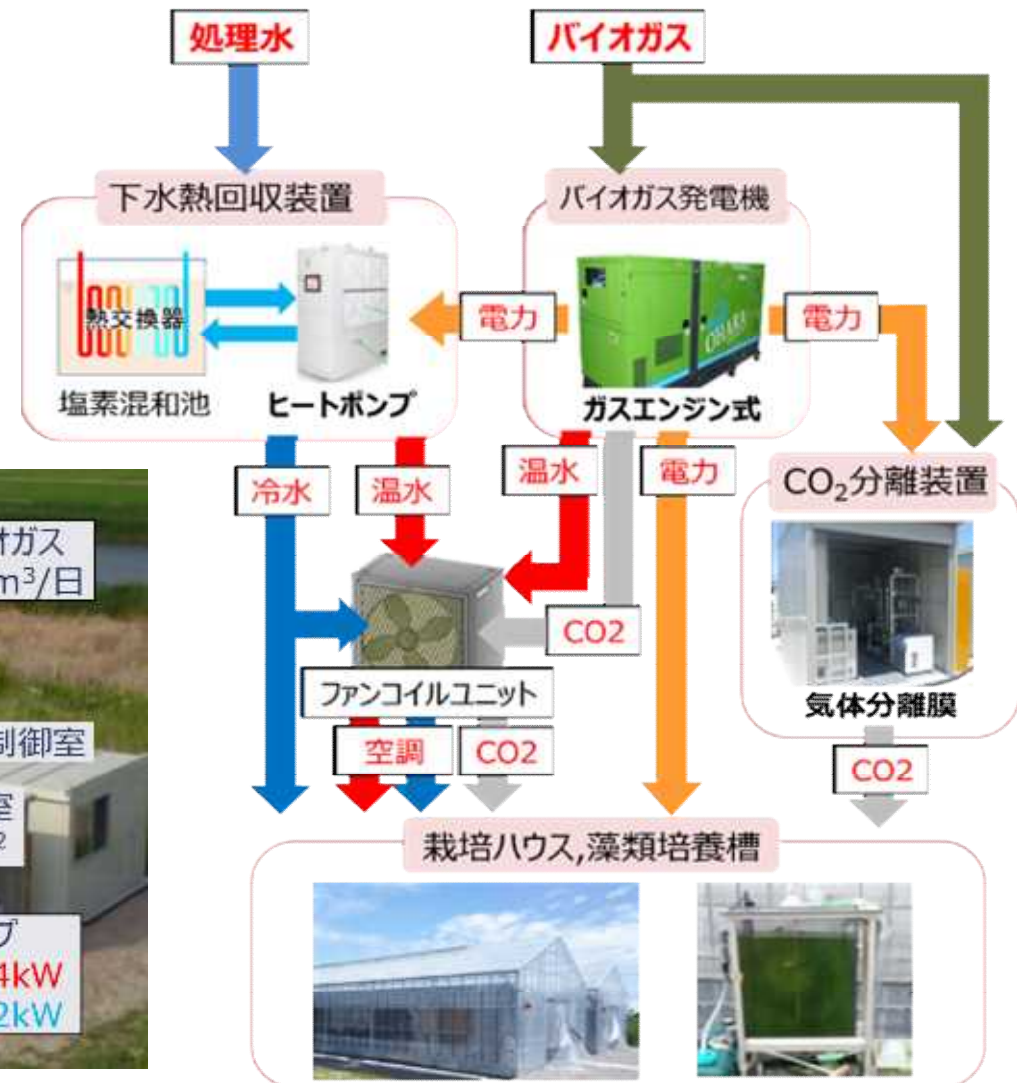 処理水
バイオガス
下水熱回収装置
バイオガス発電機
熱交換器
電力
電力
OHARA
塩素混和池
ヒートポンプ
ガスエンジン式
冷水
温水
温水
電力
CO₂分離装置
オガス
m³/日
CO2
ファンコイルユニット
気体分離膜
制御室
空調
CO2
CO2
室
2
栽培ハウス,藻類培養槽
プ
4kW
2kW